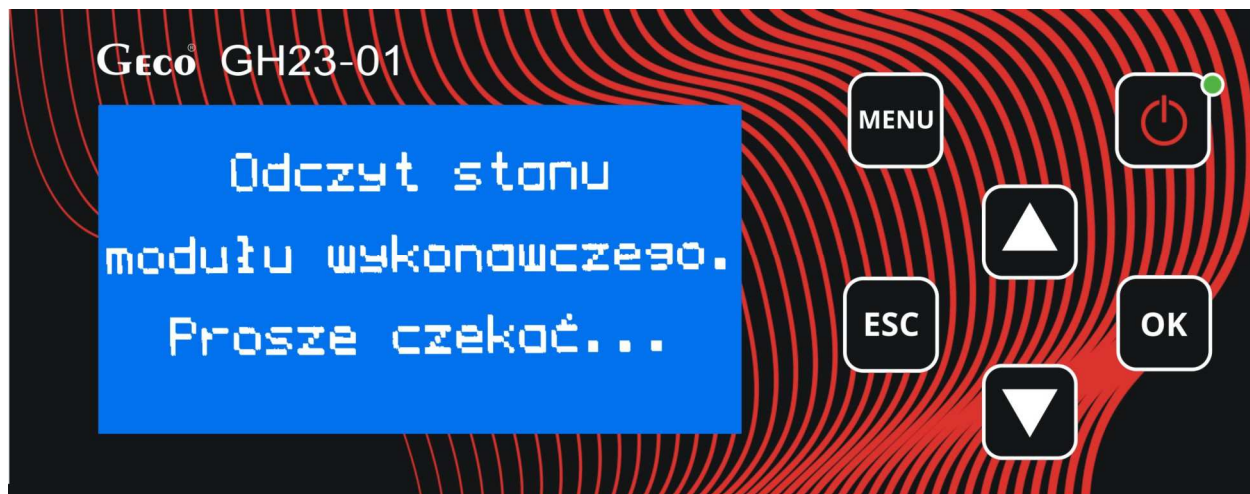 GECO® GH23-01
Odczyt stanu
modułu wykonawczego.
Prosze czekać...
MENU
ESC
OK